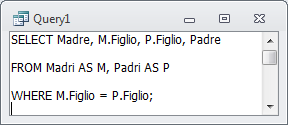 Query1
SELECT Madre, M.Figlio, P.Figlio, Padre
FROM Madri AS M, Padri AS P
WHERE M.Figlio = P.Figlio;